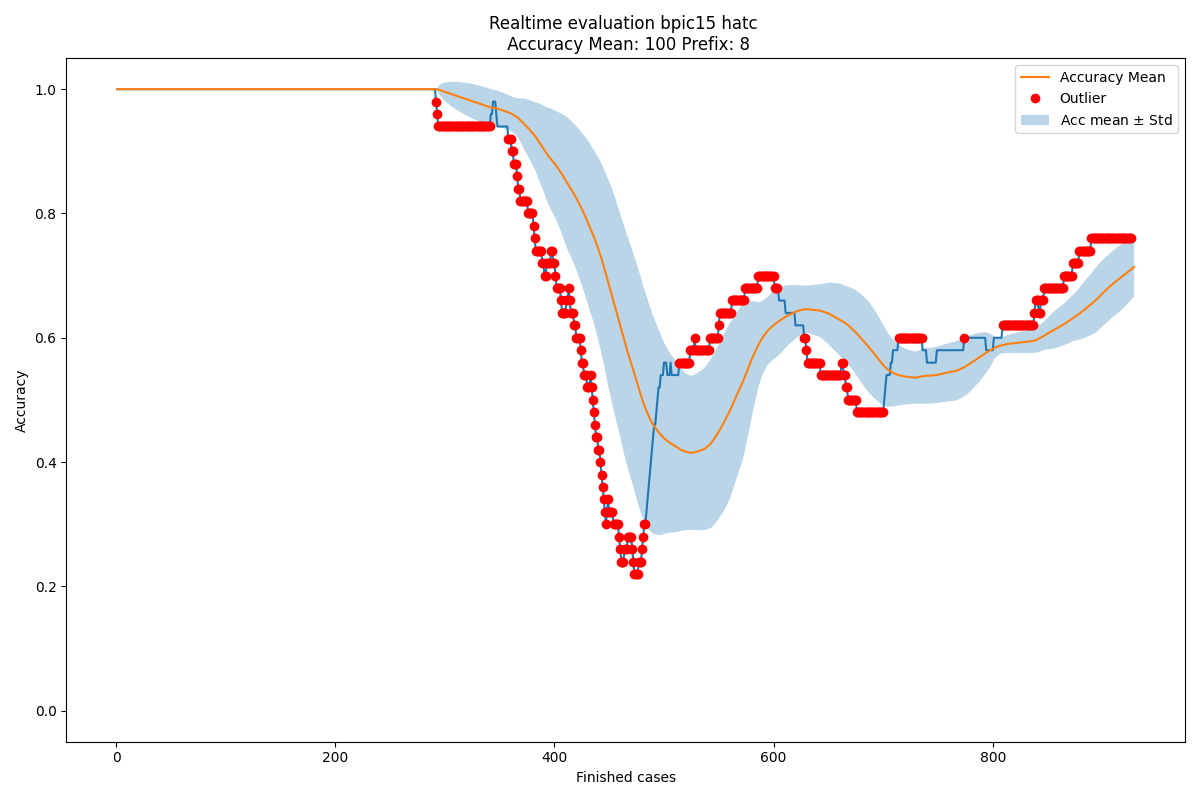 Realtime evaluation bpic15 hatc
Accuracy Mean: 100 Prefix: 8
Accuracy Mean
Outlier
Acc mean ± Std
1.0
0.8
0.6
0.4
0.2
0.0
Accuracy
0 200 400 600 800
Finished cases